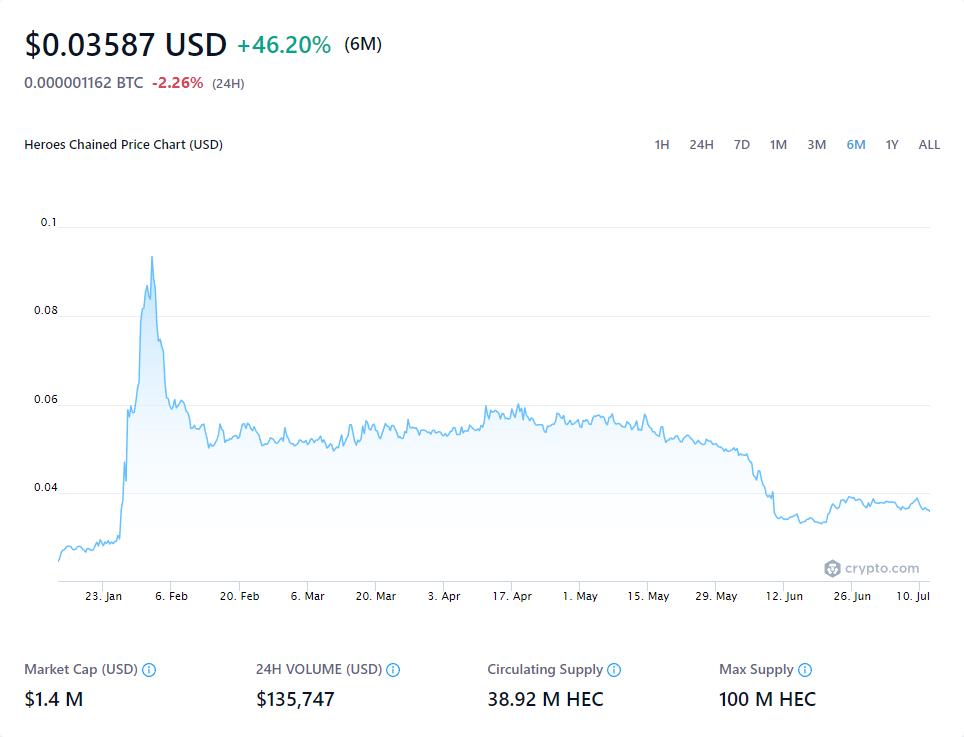 $0.03587 USD +46.20% (6M)
0.000001162 BTC -2.26% (24H)
Heroes Chained Price Chart (USD)
1H 24H 7D 1M 3M 6M 1Y ALL
0.1
0.08
0.06
0.04
crypto.com
23. Jan 6. Feb 20. Feb 6. Mar 20. Mar 3. Apr 17. Apr 1. May 15. May 29. May 12. Jun 26. Jun 10. Jul
Market Cap (USD) 24H VOLUME (USD) Circulating Supply Max Supply
$1.4 M $135,747 38.92 M HEC 100 M HEC